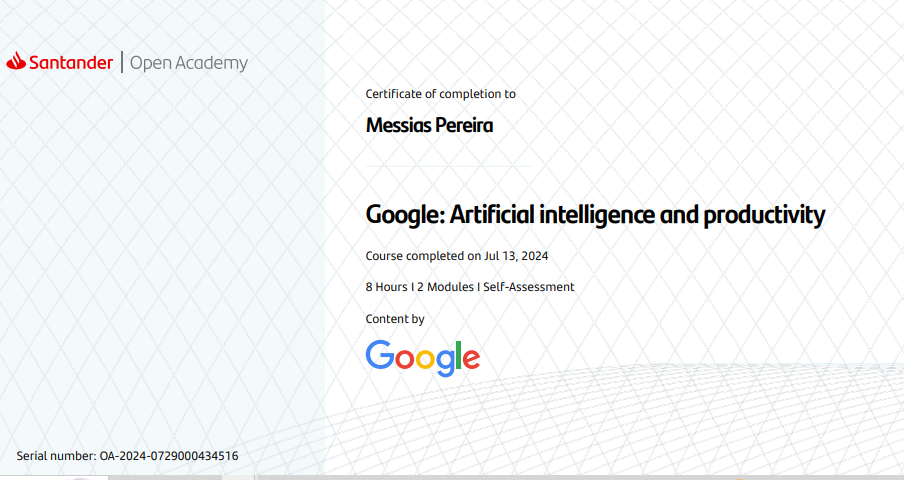 Santander | Open Academy
Certificate of completion to
Messias Pereira
Google: Artificial intelligence and productivity
Course completed on Jul 13, 2024
8 Hours I 2 Modules I Self-Assessment
Content by
Google
Serial number: OA-2024-0729000434516